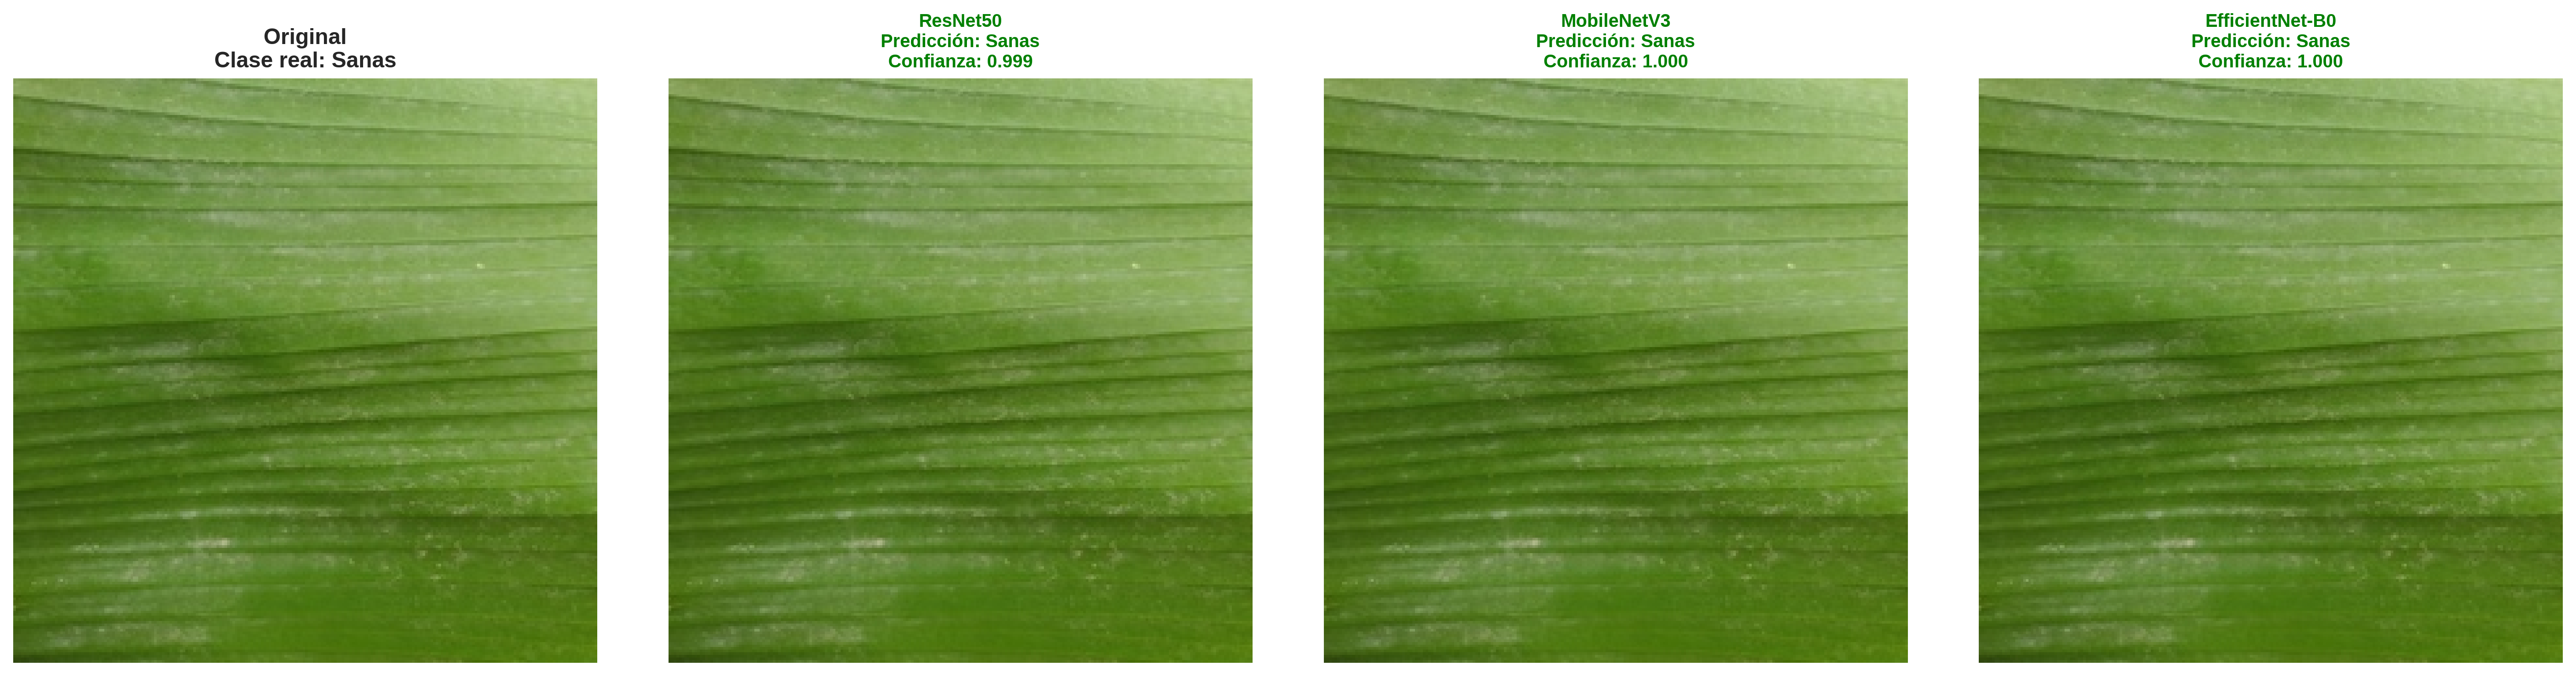 Original
Clase real: Sanas
ResNet50
Predicción: Sanas
Confianza: 0.999
MobileNetV3
Predicción: Sanas
Confianza: 1.000
EfficientNet-B0
Predicción: Sanas
Confianza: 1.000